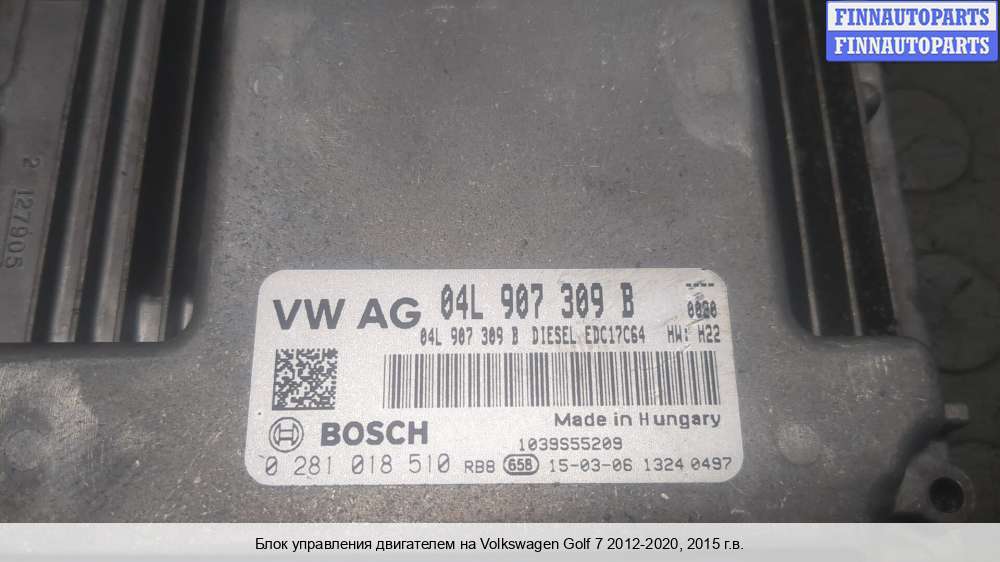 FINNAUTOPARTS
FINNAUTOPARTS
2 127905
VW AG 04L 907 309 B
04L 907 309 B DIESEL EDC17C64 HW: H22
Made in Hungary
BOSCH
1039S55209
0 281 018 510 RB8 658 15-03-06 1324 0497
Блок управления двигателем на Volkswagen Golf 7 2012-2020, 2015 г.в.